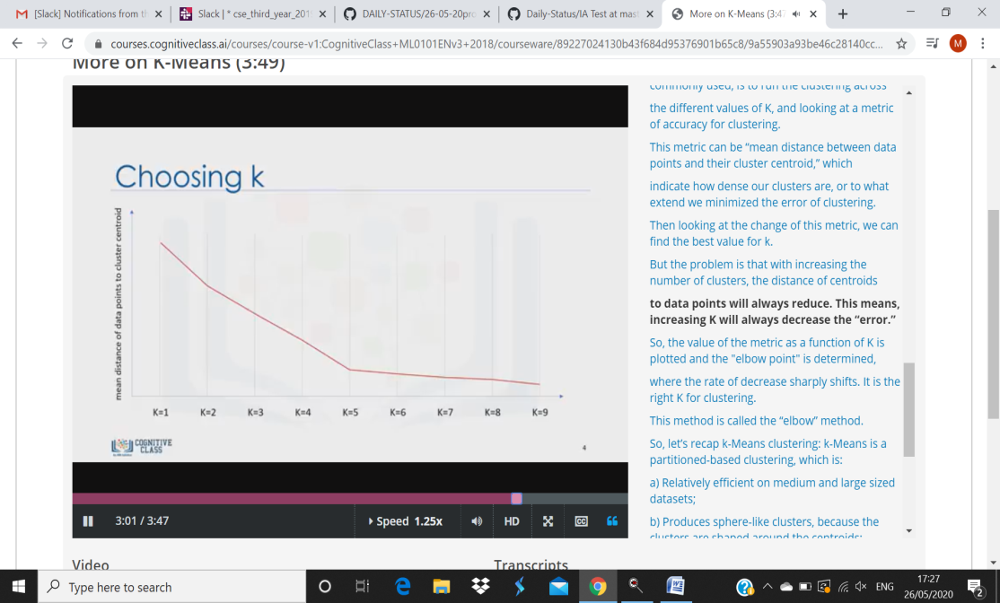 [Slack] Notifications from th
Slack | * cse_third_year_201
DAILY-STATUS/26-05-20pro
Daily-Status/IA Test at mast
More on K-Means (3:47
courses.cognitiveclass.ai/courses/course-v1:CognitiveClass+ML0101ENv3+2018/courseware/89227024130b43f684d95376901b65c8/9a55903a93be46c28140cc...
M
More on K-Means (3:49)
Choosing k
mean distance of data points to cluster centroid
K=1 K=2 K=3 K=4 K=5 K=6 K=7 K=8 K=9
COGNITIVE
CLASS
4
3:01 / 3:47
Speed 1.25x
HD
CC
commonly used, is to run the clustering across
the different values of K, and looking at a metric
of accuracy for clustering.
This metric can be “mean distance between data
points and their cluster centroid,” which
indicate how dense our clusters are, or to what
extend we minimized the error of clustering.
Then looking at the change of this metric, we can
find the best value for k.
But the problem is that with increasing the
number of clusters, the distance of centroids
to data points will always reduce. This means,
increasing K will always decrease the “error.”
So, the value of the metric as a function of K is
plotted and the "elbow point" is determined,
where the rate of decrease sharply shifts. It is the
right K for clustering.
This method is called the “elbow” method.
So, let’s recap k-Means clustering: k-Means is a
partitioned-based clustering, which is:
a) Relatively efficient on medium and large sized
datasets;
b) Produces sphere-like clusters, because the
clusters are shaped around the centroids;
Video
Transcripts
Type here to search
ENG
17:27
26/05/2020
2